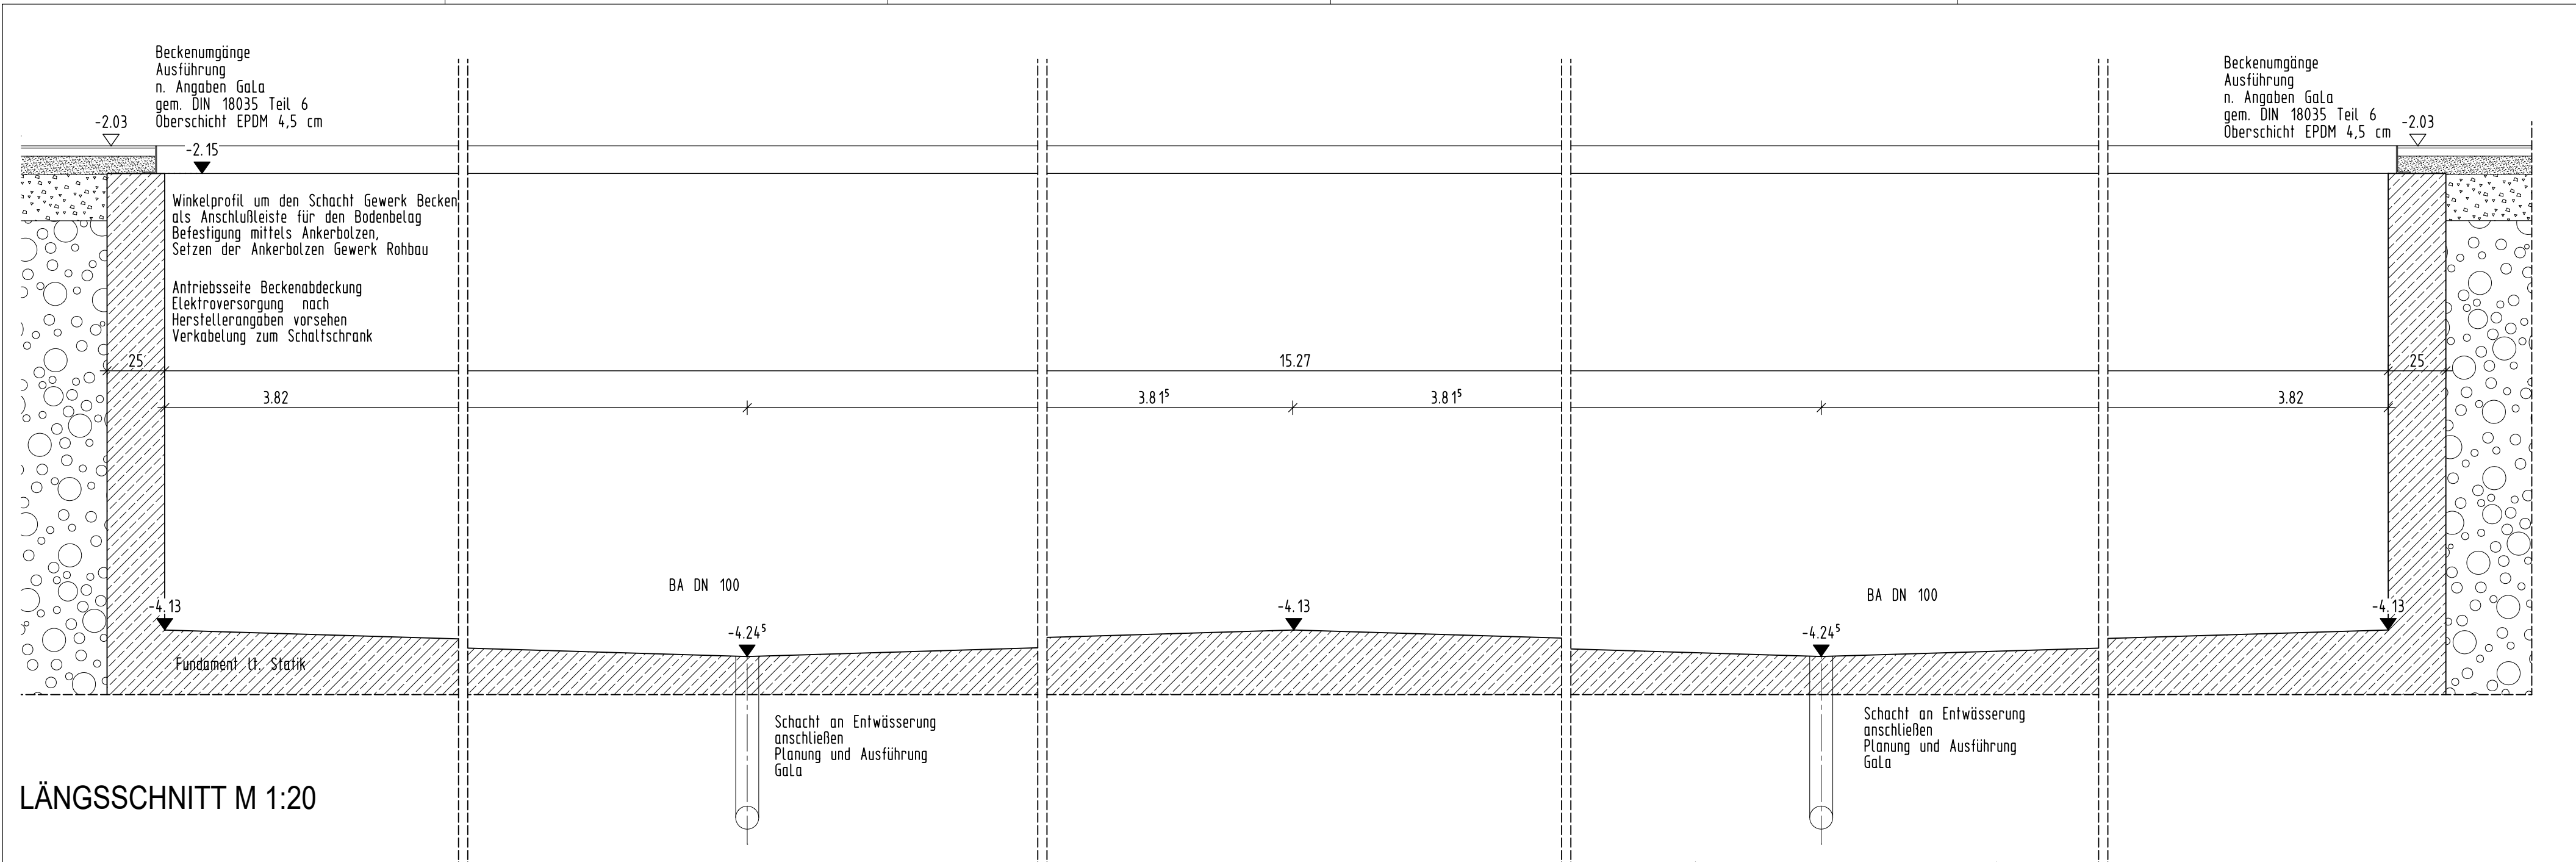 Beckenumgänge
Ausführung
n. Angaben GaLa
gem. DIN 18035 Teil 6
Oberschicht EPDM 4,5 cm
-2.03
-2.15
Beckenumgänge
Ausführung
n. Angaben GaLa
gem. DIN 18035 Teil 6
Oberschicht EPDM 4,5 cm
-2.03
Winkelprofil um den Schacht Gewerk Becken
als Anschlußleiste für den Bodenbelag
Befestigung mittels Ankerbolzen,
Setzen der Ankerbolzen Gewerk Rohbau
Antriebsseite Beckenabdeckung
Elektroversorgung nach
Herstellerangaben vorsehen
Verkabelung zum Schaltschrank
25
15.27
25
3.82
3.81⁵
3.81⁵
3.82
BA DN 100
BA DN 100
-4.13
-4.24⁵
-4.13
-4.24⁵
-4.13
Fundament lt. Statik
Schacht an Entwässerung
anschließen
Planung und Ausführung
GaLa
Schacht an Entwässerung
anschließen
Planung und Ausführung
GaLa
LÄNGSSCHNITT M 1:20